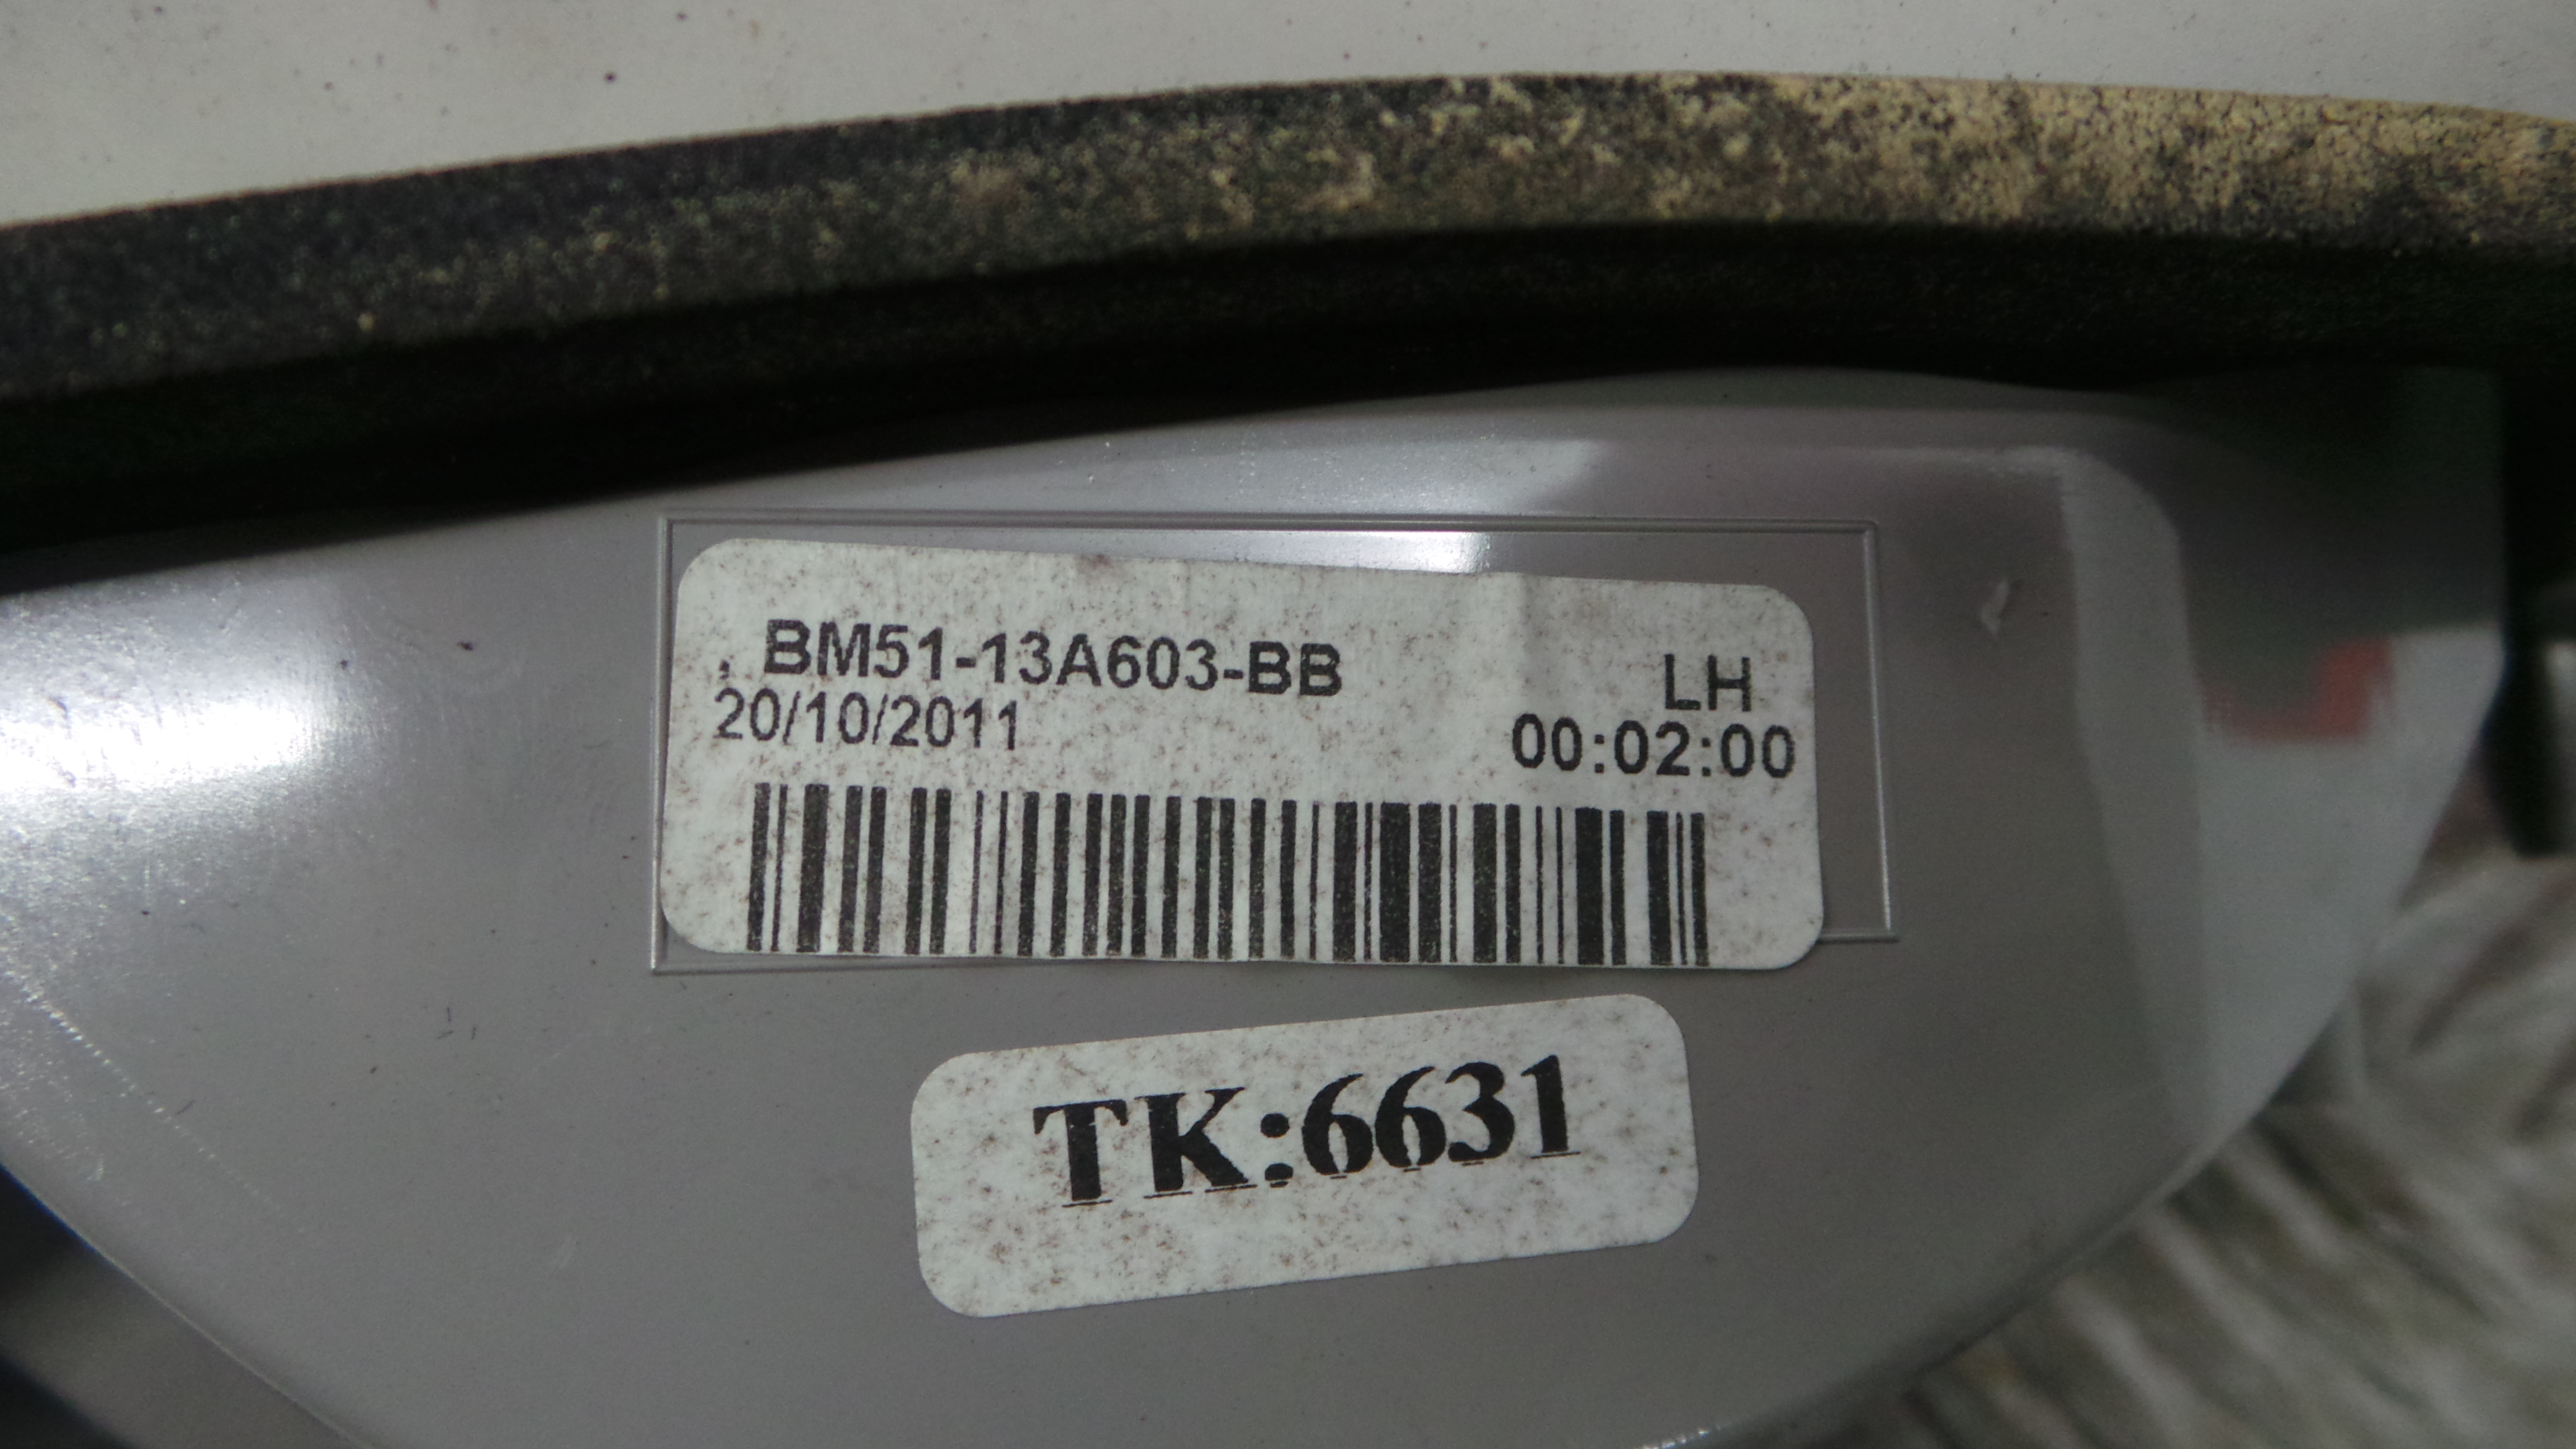 , BM51-13A603-BB LH
20/10/2011 00:02:00
TK:6631